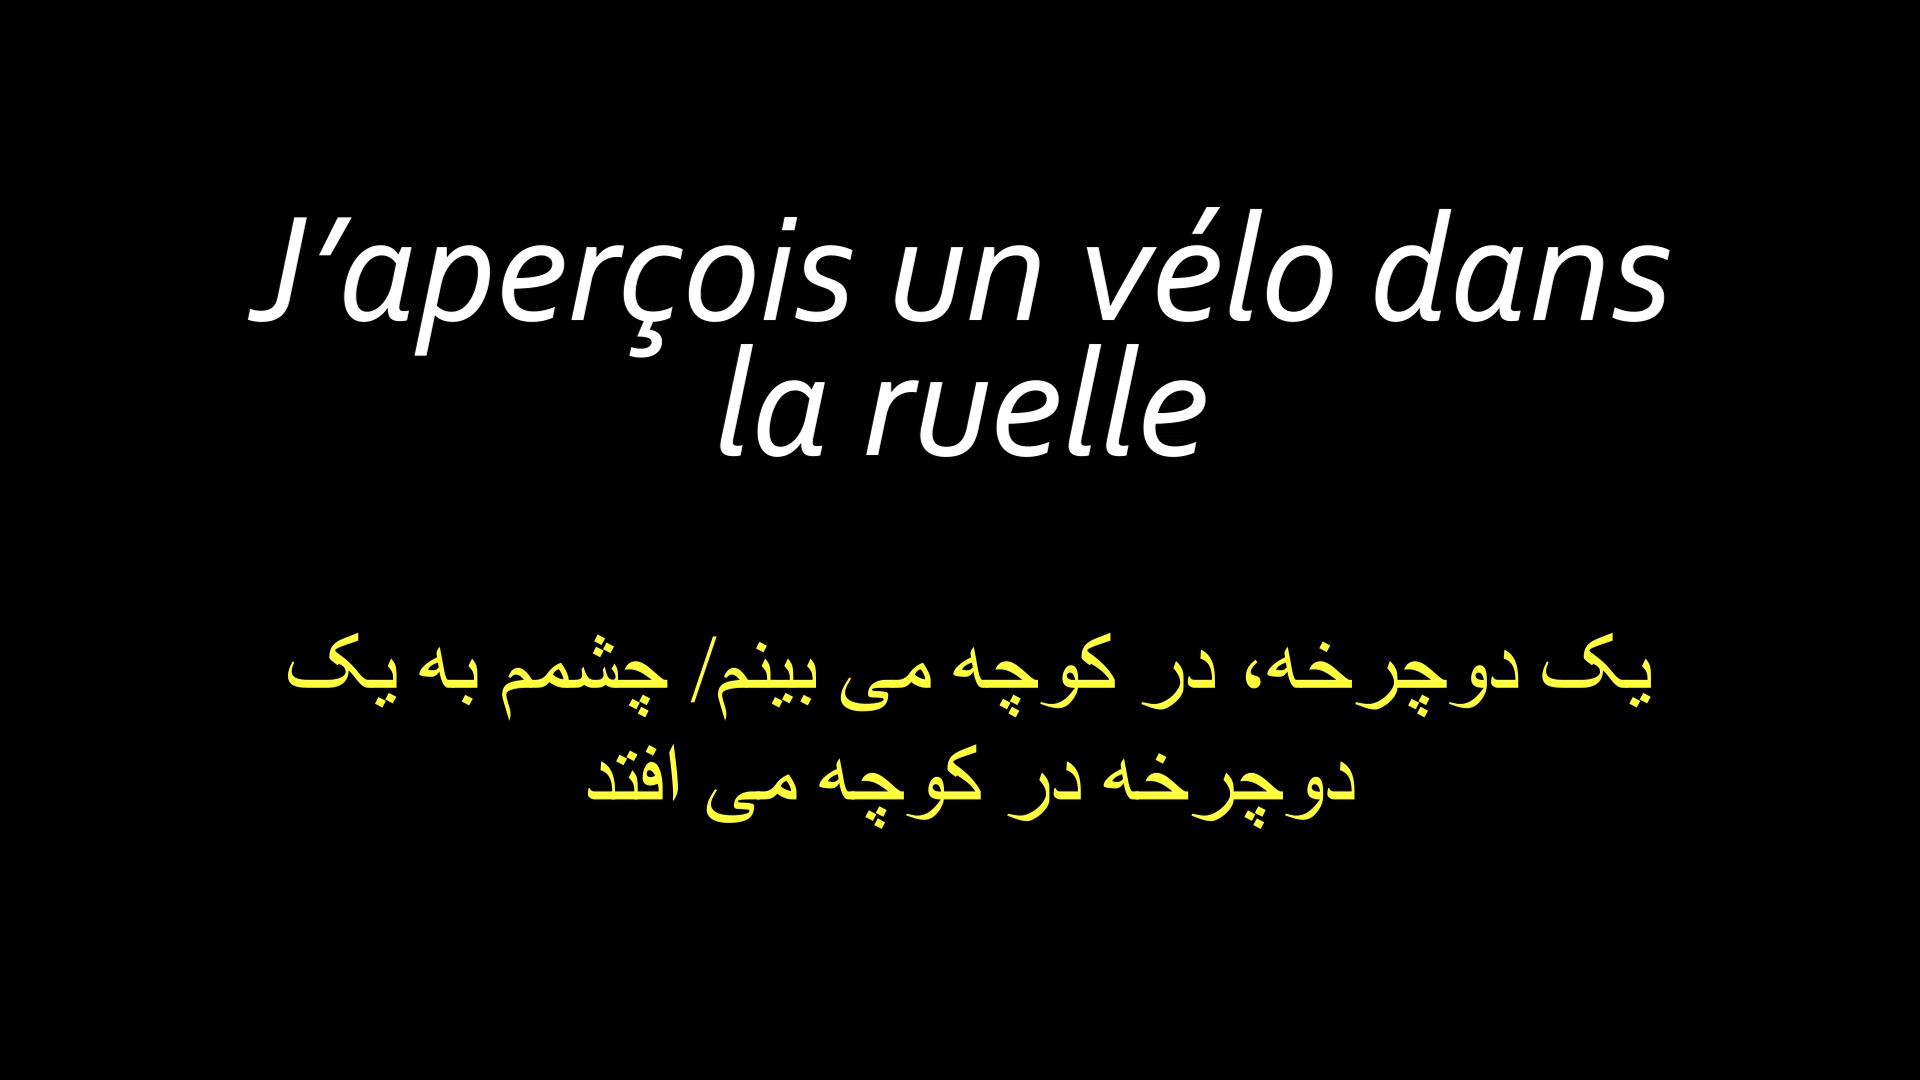 J’aperçois un vélo dans
la ruelle
یک دوچرخه، در کوچه می بینم/ چشمم به یک
دوچرخه در کوچه می افتد